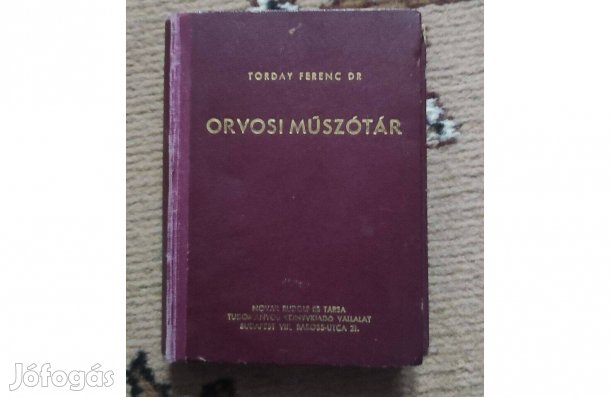 TORDAY FERENC DR
ORVOSI MŰSZÓTÁR
NOVÁK RUDOLF ÉS TÁRSA
TUDOMÁNYOS KÖNYVKIADÓ VÁLLALAT
BUDAPEST VIII, BAROSS-UTCA 21.
Jófogás